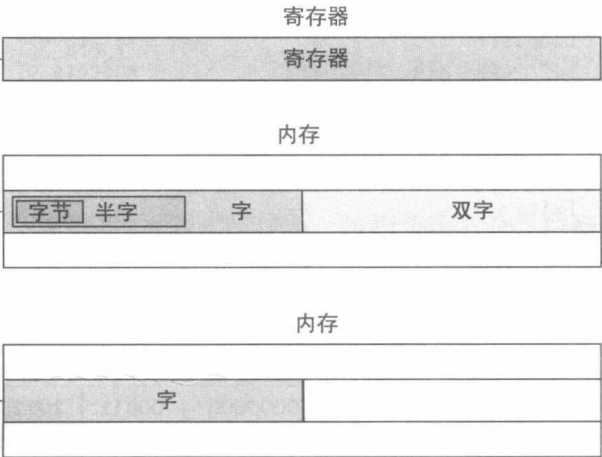 寄存器
寄存器
内存
字节 半字 字 双字
内存
字